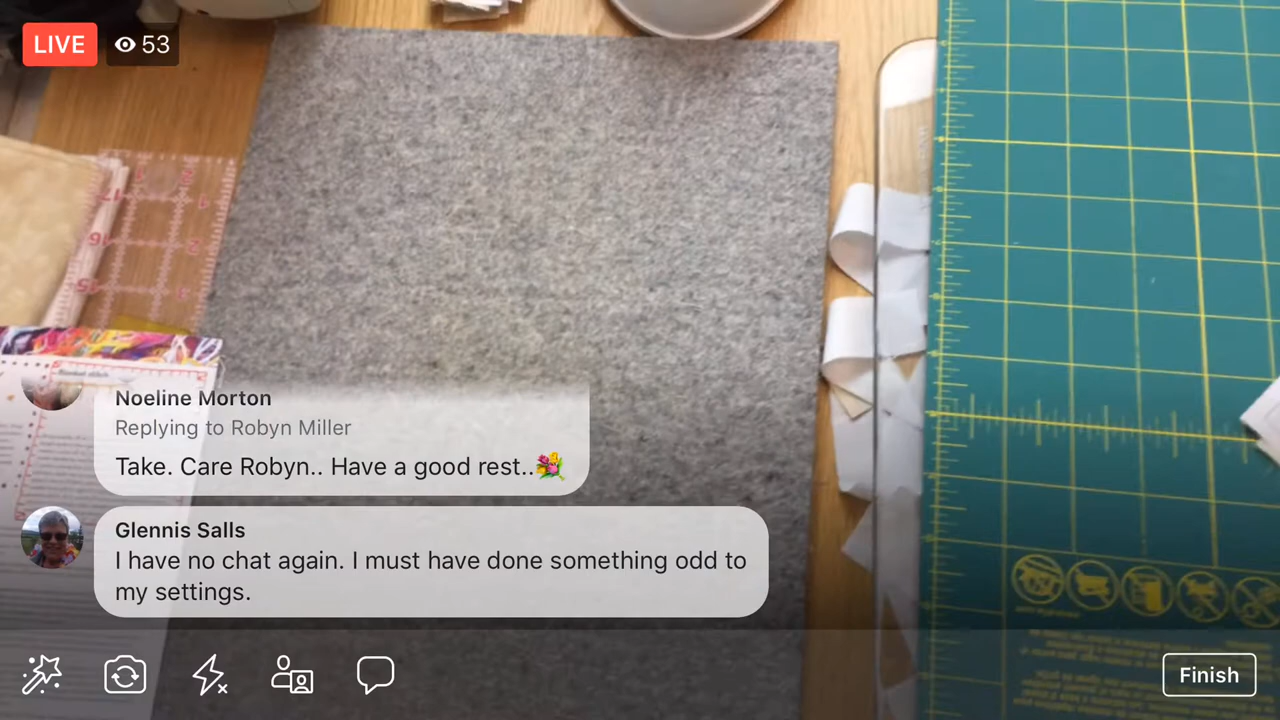 LIVE
53
Noeline Morton
Replying to Robyn Miller
Take. Care Robyn.. Have a good rest..💐
Glennis Salls
I have no chat again. I must have done something odd to
my settings.
Finish